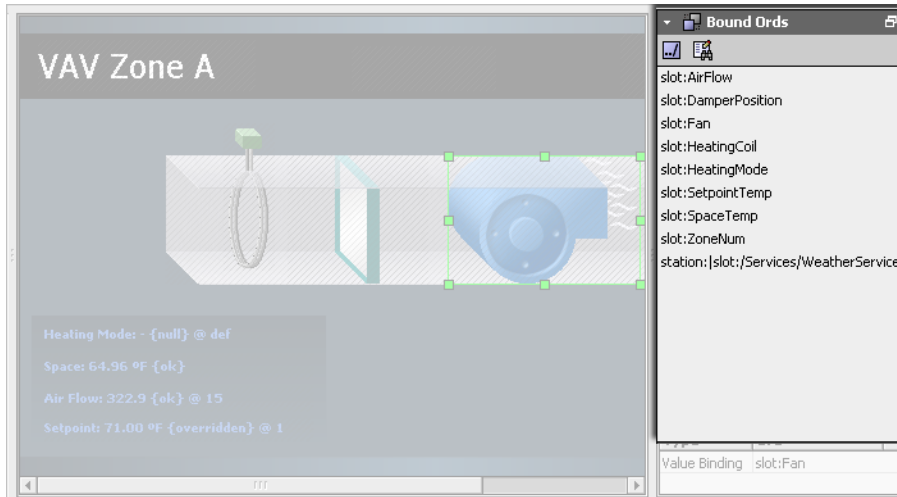 VAV Zone A
Heating Mode: - {null} @ def
Space: 64.96 ºF {ok}
Air Flow: 322.9 {ok} @ 15
Setpoint: 71.00 ºF {overridden} @ 1
Bound Ords
slot:AirFlow
slot:DamperPosition
slot:Fan
slot:HeatingCoil
slot:HeatingMode
slot:SetpointTemp
slot:SpaceTemp
slot:ZoneNum
station:|slot:/Services/WeatherService
Value Binding slot:Fan